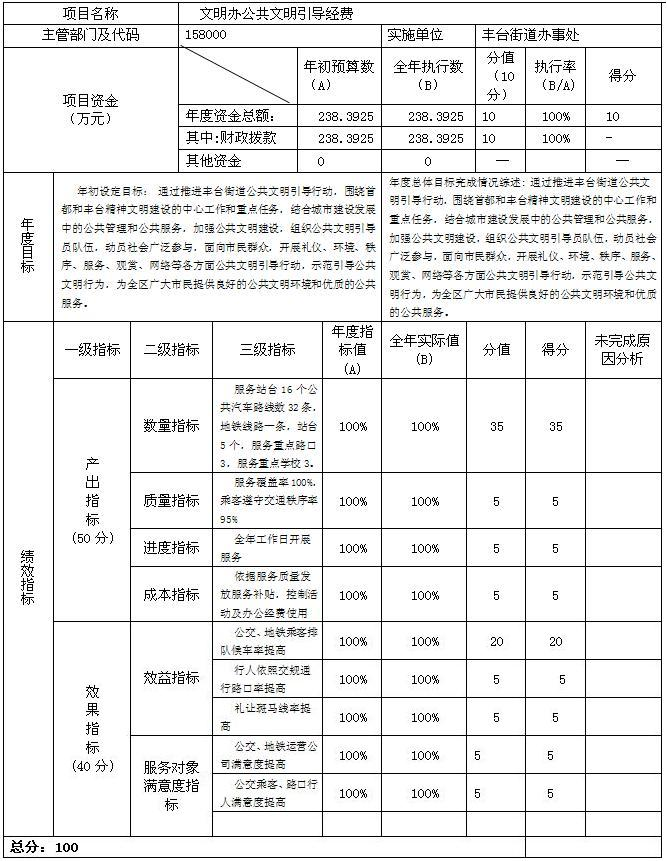 项目名称 文明办公共文明引导经费
主管部门及代码 158000 实施单位 丰台街道办事处
项目资金
（万元）
年初预算数
（A）
全年执行数
（B）
分值
（10
分）
执行率
（B/A）
得分
年度资金总额： 238.3925 238.3925 10 100% 10
其中：财政拨款 238.3925 238.3925 10 100% -
其他资金 0 0 — —
年度目标
年初设定目标： 通过推进丰台街道公共文明引导行动，围绕首
都和丰台精神文明建设的中心工作和重点任务，结合城市建设发展
中的公共管理和公共服务，加强公共文明建设，组织公共文明引导
员队伍，动员社会广泛参与，面向市民群众，开展礼仪、环境、秩
序、服务、观赏、网络等各方面公共文明引导行动，示范引导公共文
明行为，为全区广大市民提供良好的公共文明环境和优质的公共
服务。
年度总体目标完成情况综述：通过推进丰台街道公共文
明引导行动，围绕首都和丰台精神文明建设的中心工作和
重点任务，结合城市建设发展中的公共管理和公共服务，
加强公共文明建设，组织公共文明引导员队伍，动员社会
广泛参与，面向市民群众，开展礼仪、环境、秩序、服务、
观赏、网络等各方面公共文明引导行动，示范引导公共文
明行为，为全区广大市民提供良好的公共文明环境和优质
的公共服务。
绩效指标
一级指标 二级指标 三级指标
年度指
标值
（A）
全年实际值
（B）
分值 得分
未完成原
因分析
产
出
指
标
(50 分)
数量指标
服务站台 16 个公
共汽车路线数 32 条，
地铁线路一条，站台
5 个，服务重点路口
3，服务重点学校 3。
100% 100% 35 35
质量指标
服务覆盖率 100%，
乘客遵守交通秩序率
95%
100% 100% 5 5
进度指标
全年工作日开展
服务
100% 100% 5 5
成本指标
依据服务质量发
放服务补贴，控制活
动及办公经费使用
100% 100% 5 5
效
果
指
标
(40 分)
效益指标
公交、地铁乘客排
队候车率提高
100% 100% 20 20
行人依照交规通
行路口率提高
100% 100% 5 5
礼让斑马线率提
高
100% 100% 5 5
服务对象
满意度指
标
公交、地铁运营公
司满意度提高
100% 100% 5 5
公交乘客、路口行
人满意度提高
100% 100% 5 5
总分：100